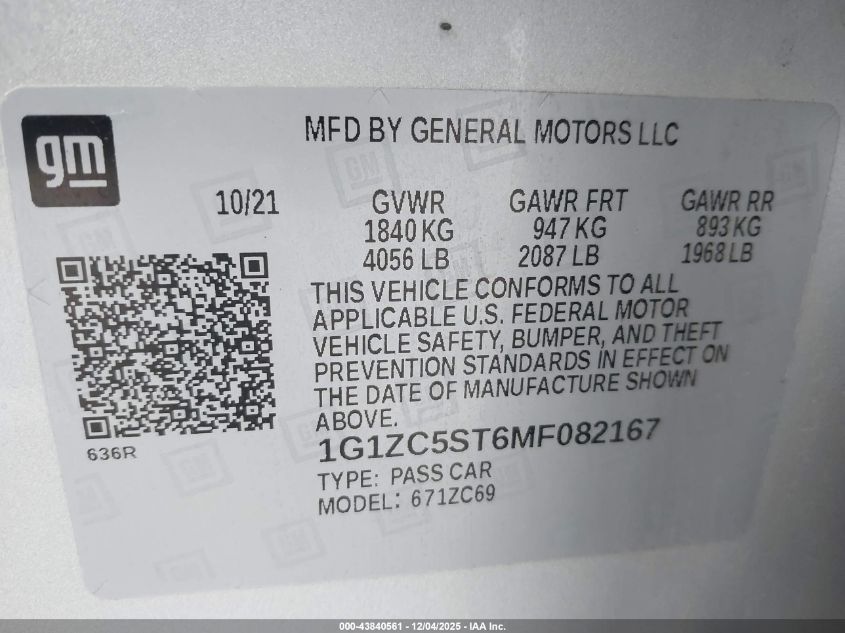 gm
MFD BY GENERAL MOTORS LLC
10/21 GVWR GAWR FRT GAWR RR
1840 KG 947 KG 893 KG
4056 LB 2087 LB 1968 LB
THIS VEHICLE CONFORMS TO ALL
APPLICABLE U.S. FEDERAL MOTOR
VEHICLE SAFETY, BUMPER, AND THEFT
PREVENTION STANDARDS IN EFFECT ON
THE DATE OF MANUFACTURE SHOWN
ABOVE.
636R
1G1ZC5ST6MF082167
TYPE: PASS CAR
MODEL: 671ZC69
000-43840561 - 12/04/2025 - IAA Inc.